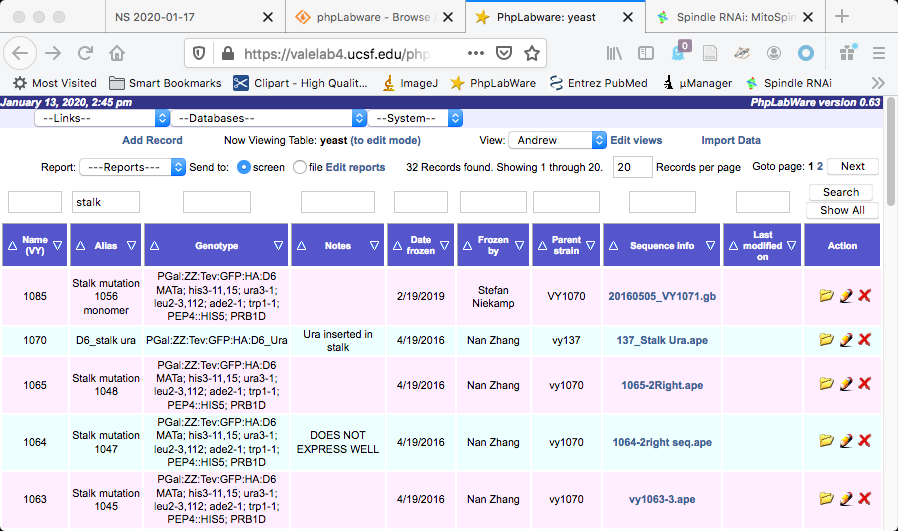 NS 2020-01-17
phpLabware - Browse
PhpLabware: yeast
Spindle RNAi: MitoSpin
https://valelab4.ucsf.edu/php
0
Most Visited
Smart Bookmarks
Clipart - High Qualit...
ImageJ
PhpLabWare
Entrez PubMed
µManager
Spindle RNAi
January 13, 2020, 2:45 pm
PhpLabWare version 0.63
--Links--
--Databases--
--System--
Add Record
Now Viewing Table: yeast (to edit mode)
View:
Andrew
Edit views
Import Data
Report:
---Reports---
Send to:
screen
file
Edit reports
32 Records found. Showing 1 through 20.
20
Records per page
Goto page: 1 2
Next
stalk
Search
Show All
Name
(VY)
Alias
Genotype
Notes
Date
frozen
Frozen
by
Parent
strain
Sequence info
Last
modified
on
Action
1085
Stalk mutation
1056
monomer
PGal:ZZ:Tev:GFP:HA:D6
MATa; his3-11,15; ura3-1;
leu2-3,112; ade2-1; trp1-1;
PEP4::HIS5; PRB1D
2/19/2019
Stefan
Niekamp
VY1070
20160505_VY1071.gb
1070
D6_stalk ura
PGal:ZZ:Tev:GFP:HA:D6_Ura
Ura inserted in
stalk
4/19/2016
Nan Zhang
vy137
137_Stalk Ura.ape
1065
Stalk mutation
1048
PGal:ZZ:Tev:GFP:HA:D6
MATa; his3-11,15; ura3-1;
leu2-3,112; ade2-1; trp1-1;
PEP4::HIS5; PRB1D
4/19/2016
Nan Zhang
vy1070
1065-2Right.ape
1064
Stalk mutation
1047
PGal:ZZ:Tev:GFP:HA:D6
MATa; his3-11,15; ura3-1;
leu2-3,112; ade2-1; trp1-1;
PEP4::HIS5; PRB1D
DOES NOT
EXPRESS WELL
4/19/2016
Nan Zhang
vy1070
1064-2right seq.ape
1063
Stalk mutation
1045
PGal:ZZ:Tev:GFP:HA:D6
MATa; his3-11,15; ura3-1;
leu2-3,112; ade2-1; trp1-1;
PEP4::HIS5; PRB1D
4/19/2016
Nan Zhang
vy1070
vy1063-3.ape